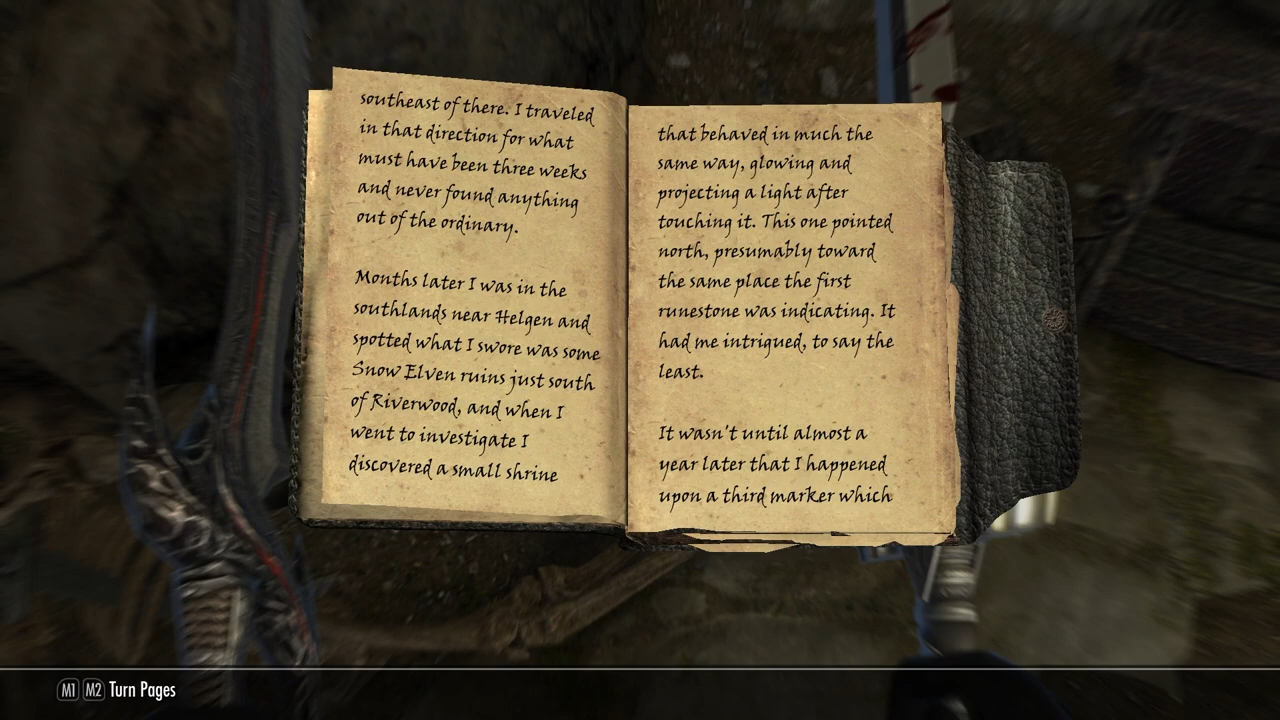 southeast of there. I traveled
in that direction for what
must have been three weeks
and never found anything
out of the ordinary.
Months later I was in the
southlands near Helgen and
spotted what I swore was some
Snow Elven ruins just south
of Riverwood, and when I
went to investigate I
discovered a small shrine
that behaved in much the
same way, glowing and
projecting a light after
touching it. This one pointed
north, presumably toward
the same place the first
runestone was indicating. It
had me intrigued, to say the
least.
It wasn't until almost a
year later that I happened
upon a third marker which
M1 M2 Turn Pages